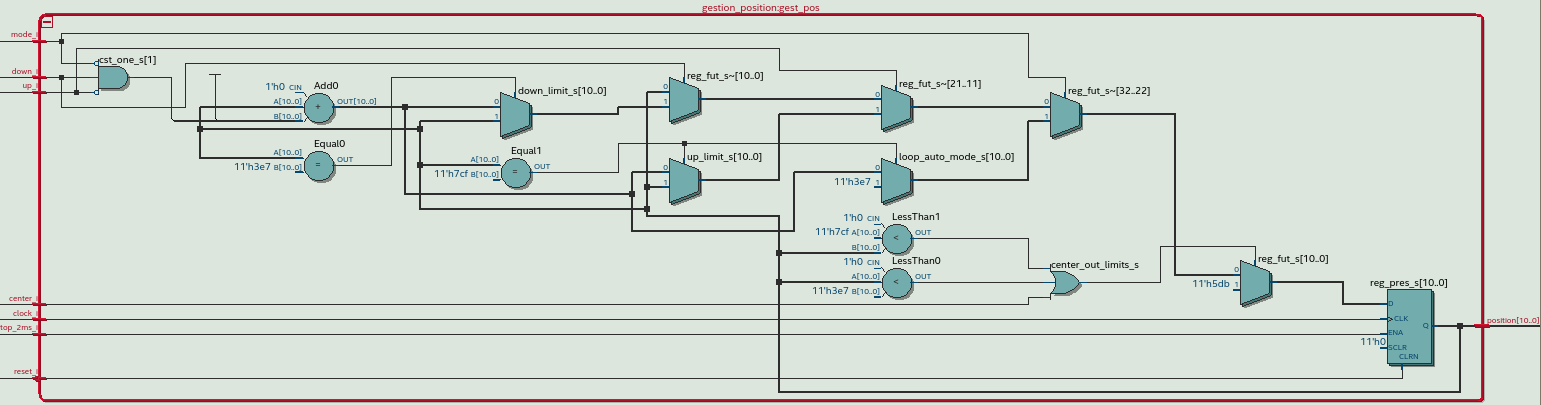 gestion_position:gest_pos
mode_i
cst_one_s[1]
down_i
up_i
1'h0 CIN
A[10..0]
B[10..0]
Add0
+
OUT[10..0]
Equal0
A[10..0]
11'h3e7 B[10..0]
=
OUT
down_limit_s[10..0]
0
1
Equal1
A[10..0]
11'h7cf B[10..0]
=
OUT
reg_fut_s~[10..0]
0
1
up_limit_s[10..0]
0
1
reg_fut_s~[21..11]
0
1
loop_auto_mode_s[10..0]
0
11'h3e7 1
reg_fut_s~[32..22]
0
1
LessThan1
1'h0 CIN
11'h7cf A[10..0]
B[10..0]
<
OUT
LessThan0
1'h0 CIN
A[10..0]
11'h3e7 B[10..0]
<
OUT
center_out_limits_s
reg_fut_s[10..0]
0
11'h5db 1
reg_pres_s[10..0]
D
CLK
ENA
11'h0 SCLR
CLRN
Q
position[10..0]
center_i
clock_i
top_2ms_i
reset_i